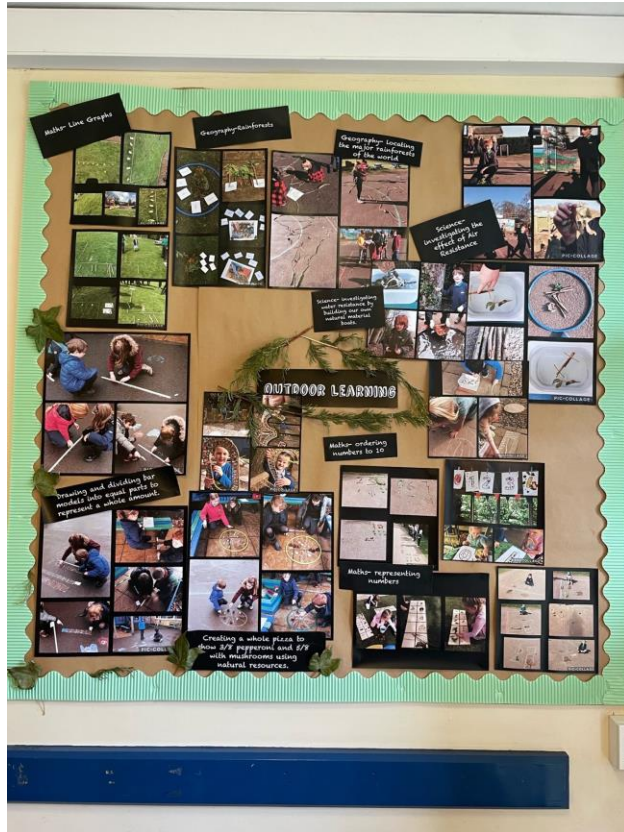 Maths- Line Graphs
Geography-Rainforests
Geography- locating
the major rainforests
of the world
Science-
investigating the
effect of Air
Resistance
PIC•COLLAGE
Science- investigating
water resistance by
building our own
natural material
boats.
PIC•COLLAGE
OUTDOOR LEARNING
Maths- ordering
numbers to 10
Drawing and dividing bar
models into equal parts to
represent a whole amount.
Maths- representing
numbers
PIC•COLLAGE
Creating a whole pizza to
show 3/8 pepperoni and 5/8
with mushrooms using
natural resources.
PIC•COLLAGE